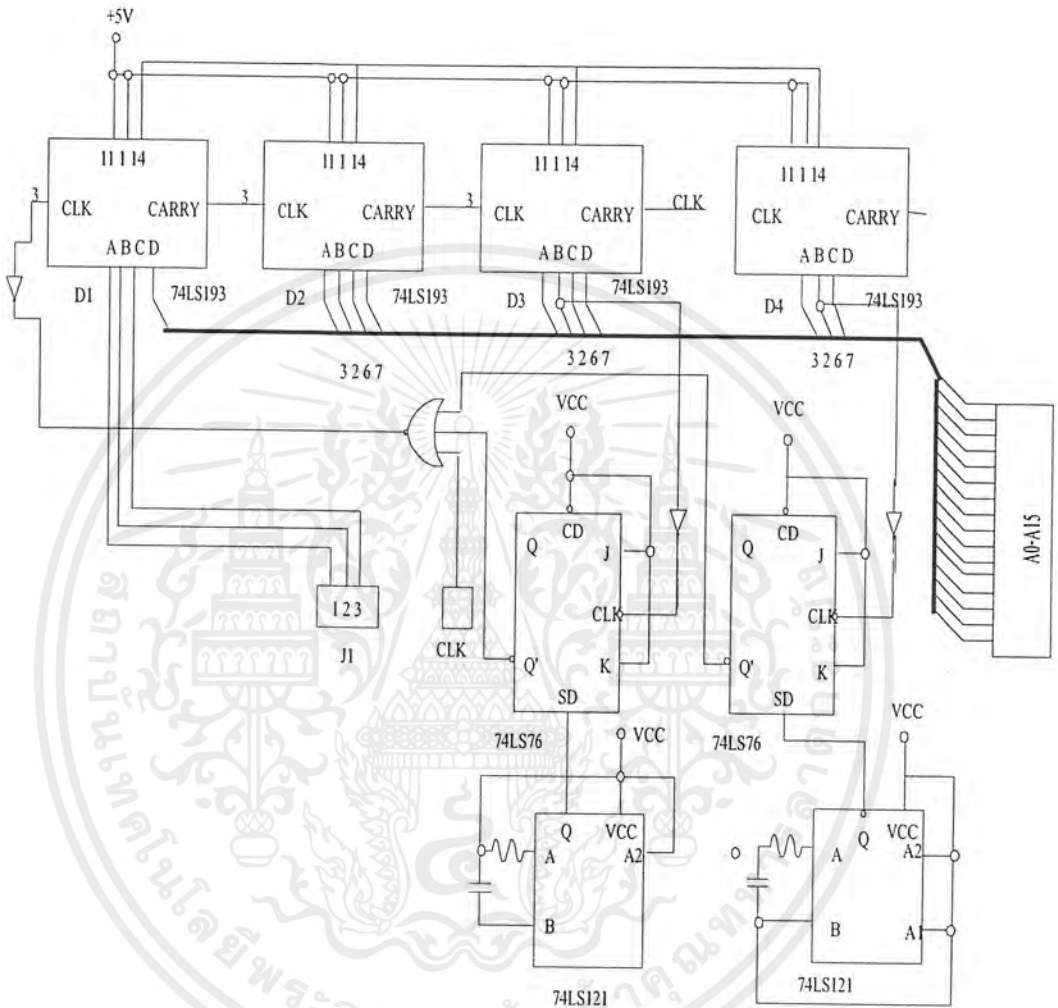 +5V
11 1 14
11 1 14
11 1 14
11 1 14
3
CLK
CARRY
3
CLK
CARRY
3
CLK
CARRY
CLK
CLK
CARRY
A B C D
A B C D
A B C D
A B C D
D1
74LS193
D2
74LS193
D3
74LS193
D4
74LS193
3 2 6 7
3 2 6 7
3 2 6 7
VCC
VCC
A0-A15
CD
Q
J
CLK
Q'
K
SD
CD
Q
J
CLK
Q'
K
SD
1 2 3
J1
CLK
74LS76
VCC
74LS76
VCC
Q
VCC
A
A2
B
74LS121
Q
VCC
A
A2
B
A1
74LS121